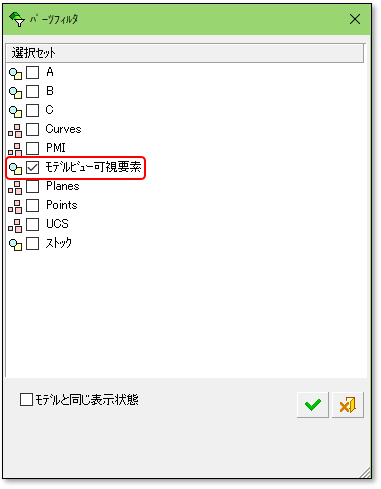 パーツフィルタ
選択セット
A
B
C
Curves
PMI
モデルビュー可視要素
Planes
Points
UCS
ストック
モデルと同じ表示状態